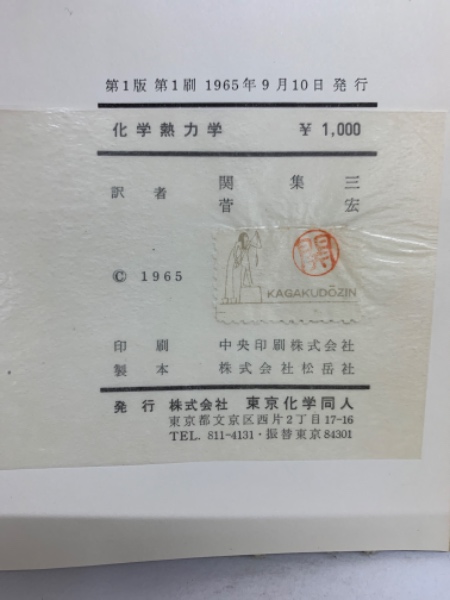 第1版 第1刷 1965年9月10日 発行
化学熱力学 ¥ 1,000
訳者 関集三
菅宏
関
KAGAKUDŌZIN
© 1965
印刷 中央印刷株式会社
製本 株式会社松岳社
発行 株式会社 東京化学同人
東京都文京区西片2丁目17-16
TEL. 811-4131・振替東京84301